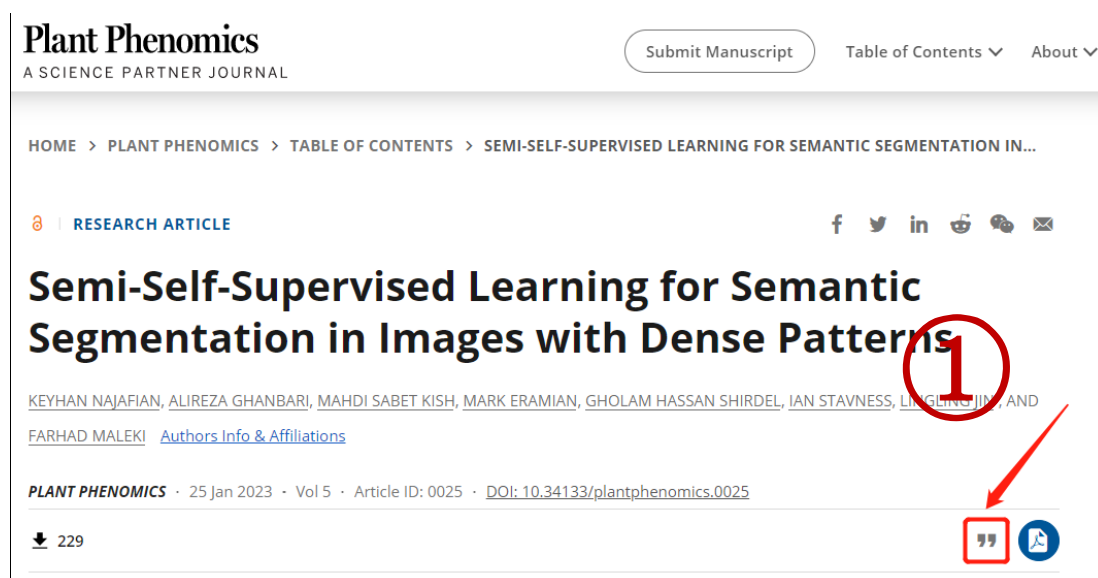 Plant Phenomics
A SCIENCE PARTNER JOURNAL
Submit Manuscript
Table of Contents
About
HOME > PLANT PHENOMICS > TABLE OF CONTENTS > SEMI-SELF-SUPERVISED LEARNING FOR SEMANTIC SEGMENTATION IN...
RESEARCH ARTICLE
Semi-Self-Supervised Learning for Semantic
Segmentation in Images with Dense Patterns
①
KEYHAN NAJAFIAN, ALIREZA GHANBARI, MAHDI SABET KISH, MARK ERAMIAN, GHOLAM HASSAN SHIRDEL, IAN STAVNESS, LINGLING JIN, AND
FARHAD MALEKI Authors Info & Affiliations
PLANT PHENOMICS · 25 Jan 2023 · Vol 5 · Article ID: 0025 · DOI: 10.34133/plantphenomics.0025
229